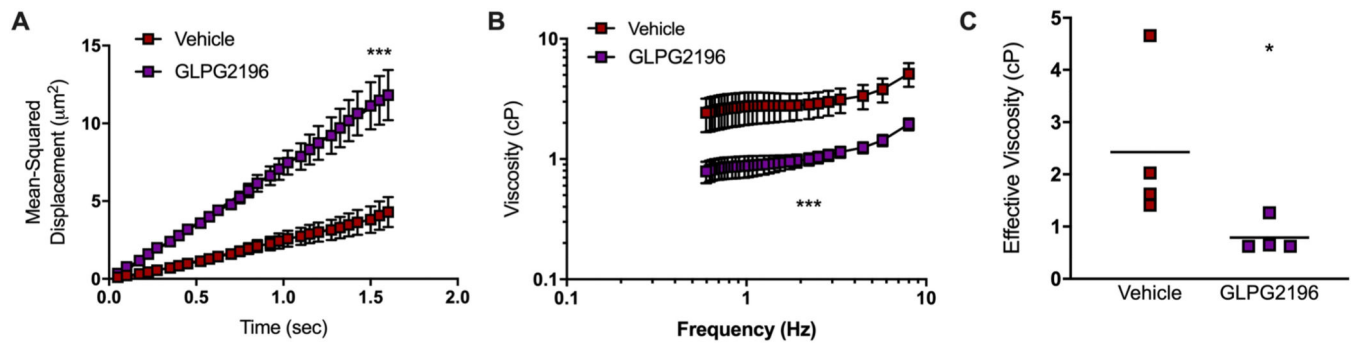 A
Vehicle
GLPG2196
***
15
10
5
0
Mean-Squared
Displacement (μm²)
0.0 0.5 1.0 1.5 2.0
Time (sec)
B
Vehicle
GLPG2196
***
10
1
0.1
Viscosity (cP)
0.1 1 10
Frequency (Hz)
C
5
4
3
2
1
0
Effective Viscosity (cP)
*
Vehicle GLPG2196